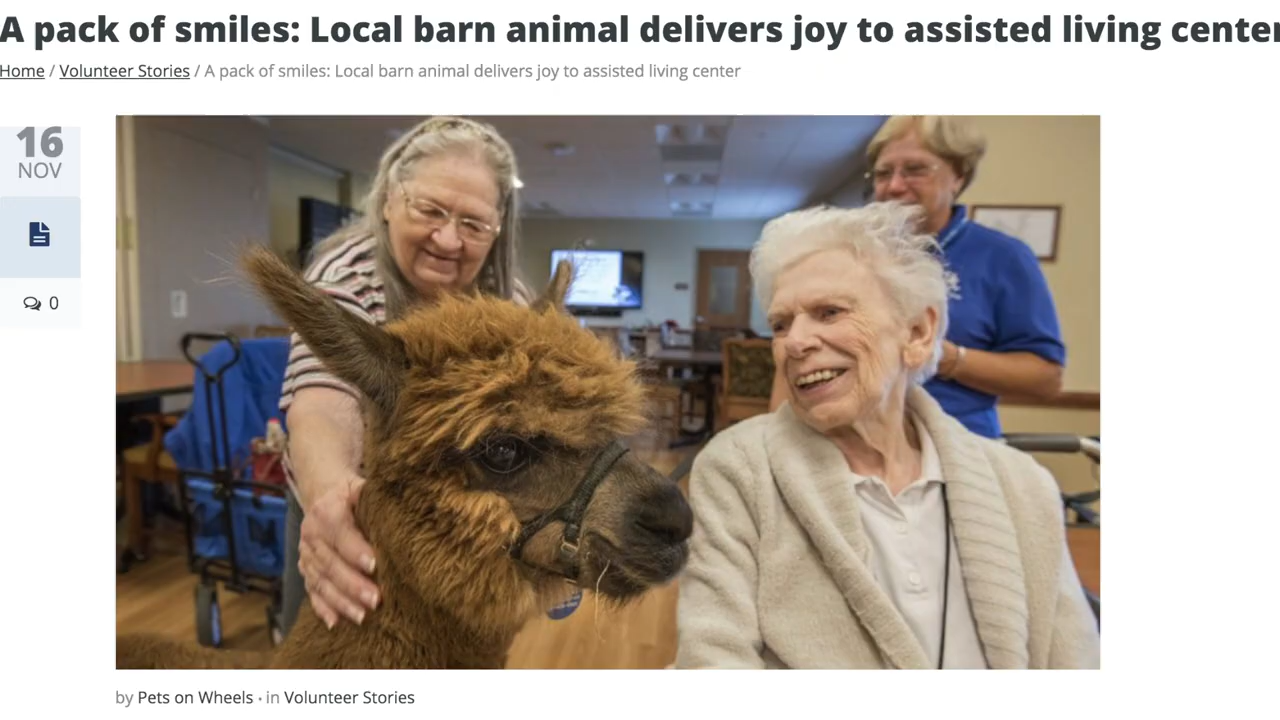 A pack of smiles: Local barn animal delivers joy to assisted living center
Home / Volunteer Stories / A pack of smiles: Local barn animal delivers joy to assisted living center
16
NOV
0
by Pets on Wheels • in Volunteer Stories